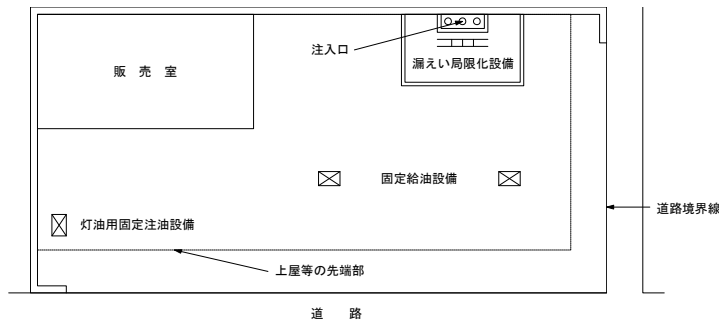 注入口
販　売　室
漏えい局限化設備
固定給油設備
道路境界線
灯油用固定注油設備
上屋等の先端部
道　路